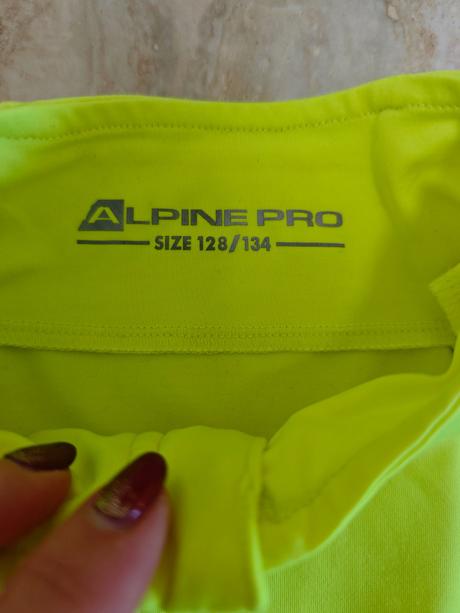 ALPINE PRO
SIZE 128/134